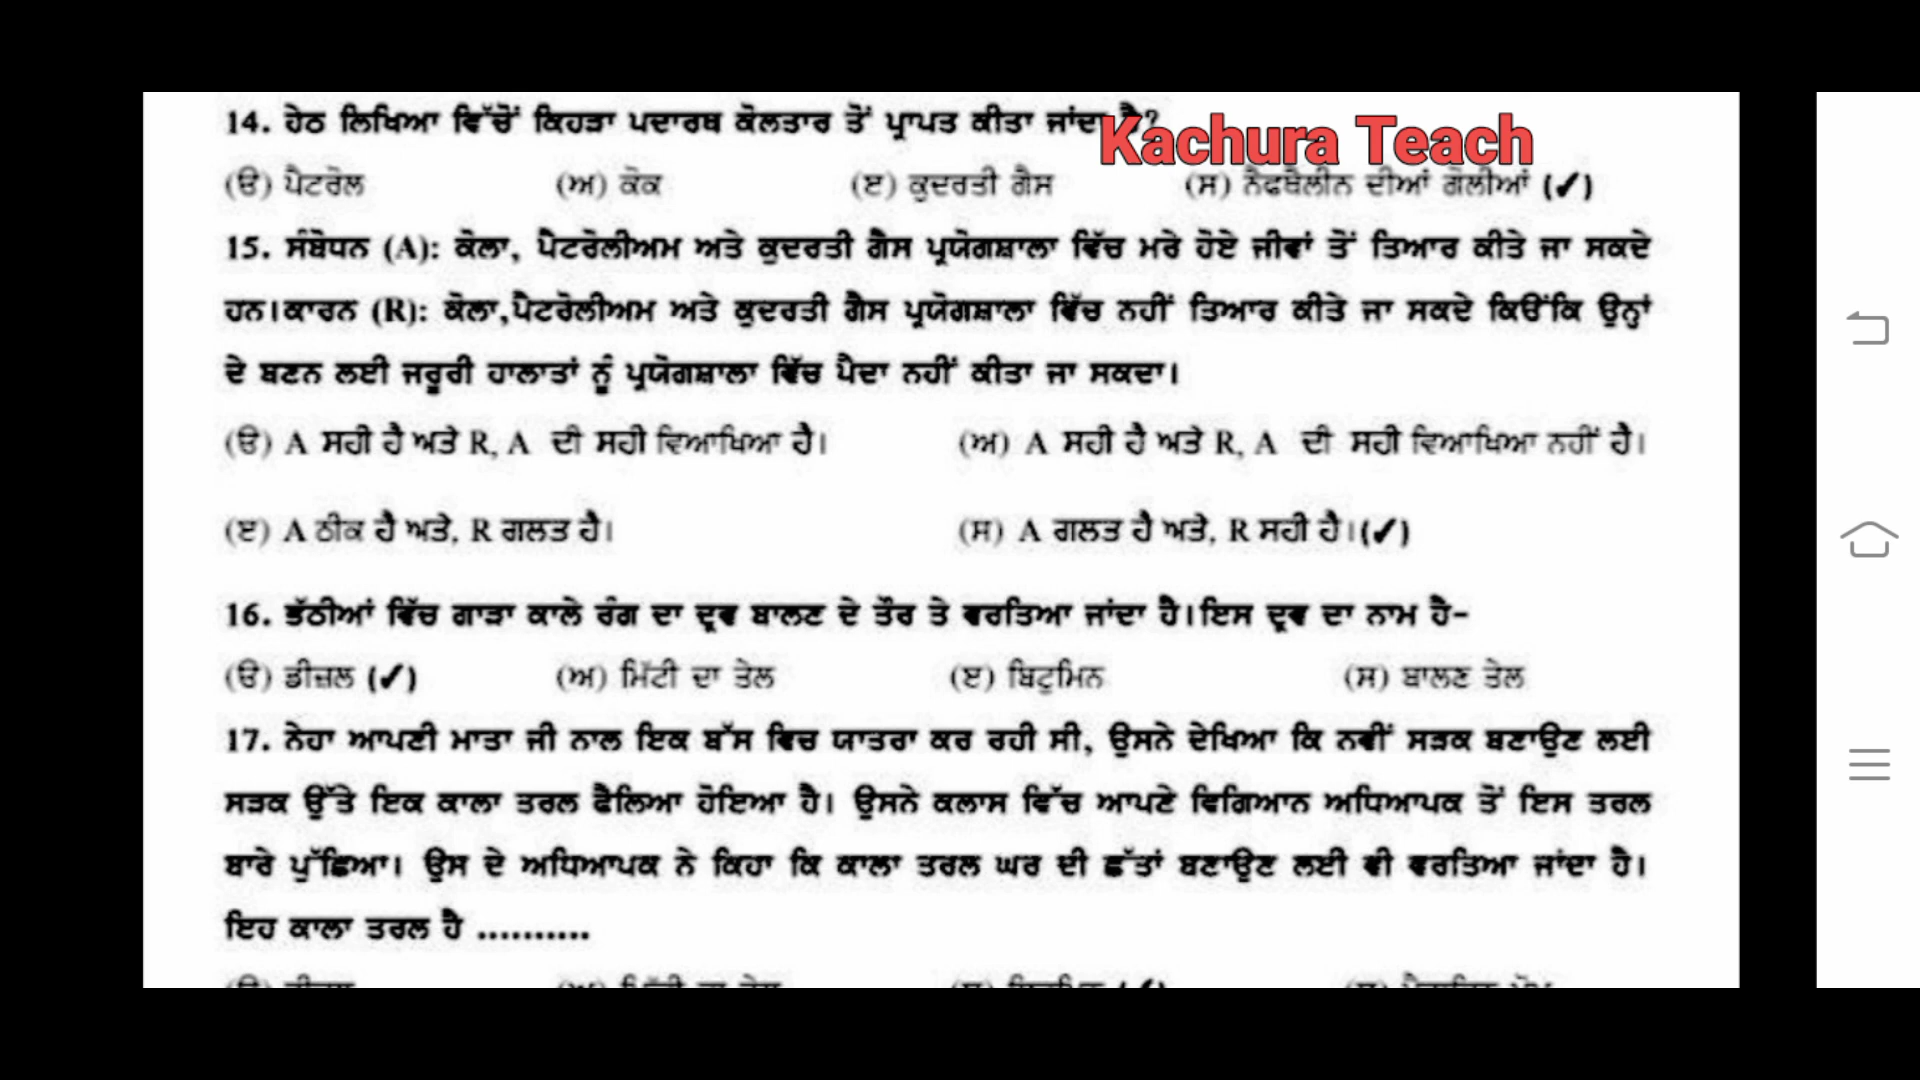 14. ਹੇਠ ਲਿਖਿਆ ਵਿੱਚੋਂ ਕਿਹੜਾ ਪਦਾਰਥ ਕੋਲਤਾਰ ਤੋਂ ਪ੍ਰਾਪਤ ਕੀਤਾ ਜਾਂਦਾ ਹੈ?
Kachura Teach
(ੳ) ਪੈਟਰੋਲ (ਅ) ਕੋਕ (ੲ) ਕੁਦਰਤੀ ਗੈਸ (ਸ) ਨੈਫਥੈਲੀਨ ਦੀਆਂ ਗੋਲੀਆਂ (✓)
15. ਸੰਬੋਧਨ (A): ਕੋਲਾ, ਪੈਟਰੋਲੀਅਮ ਅਤੇ ਕੁਦਰਤੀ ਗੈਸ ਪ੍ਰਯੋਗਸ਼ਾਲਾ ਵਿੱਚ ਮਰੇ ਹੋਏ ਜੀਵਾਂ ਤੋਂ ਤਿਆਰ ਕੀਤੇ ਜਾ ਸਕਦੇ
ਹਨ।ਕਾਰਨ (R): ਕੋਲਾ,ਪੈਟਰੋਲੀਅਮ ਅਤੇ ਕੁਦਰਤੀ ਗੈਸ ਪ੍ਰਯੋਗਸ਼ਾਲਾ ਵਿੱਚ ਨਹੀਂ ਤਿਆਰ ਕੀਤੇ ਜਾ ਸਕਦੇ ਕਿਓਂਕਿ ਉਨ੍ਹਾਂ
ਦੇ ਬਣਨ ਲਈ ਜਰੂਰੀ ਹਾਲਾਤਾਂ ਨੂੰ ਪ੍ਰਯੋਗਸ਼ਾਲਾ ਵਿੱਚ ਪੈਦਾ ਨਹੀਂ ਕੀਤਾ ਜਾ ਸਕਦਾ।
(ੳ) A ਸਹੀ ਹੈ ਅਤੇ R, A ਦੀ ਸਹੀ ਵਿਆਖਿਆ ਹੈ। (ਅ) A ਸਹੀ ਹੈ ਅਤੇ R, A ਦੀ ਸਹੀ ਵਿਆਖਿਆ ਨਹੀਂ ਹੈ।
(ੲ) A ਠੀਕ ਹੈ ਅਤੇ, R ਗਲਤ ਹੈ। (ਸ) A ਗਲਤ ਹੈ ਅਤੇ, R ਸਹੀ ਹੈ।(✓)
16. ਭੱਠੀਆਂ ਵਿੱਚ ਗਾੜਾ ਕਾਲੇ ਰੰਗ ਦਾ ਦ੍ਰਵ ਬਾਲਣ ਦੇ ਤੌਰ ਤੇ ਵਰਤਿਆ ਜਾਂਦਾ ਹੈ।ਇਸ ਦ੍ਰਵ ਦਾ ਨਾਮ ਹੈ-
(ੳ) ਡੀਜ਼ਲ (✓) (ਅ) ਮਿੱਟੀ ਦਾ ਤੇਲ (ੲ) ਬਿਟੁਮਿਨ (ਸ) ਬਾਲਣ ਤੇਲ
17. ਨੇਹਾ ਆਪਣੀ ਮਾਤਾ ਜੀ ਨਾਲ ਇਕ ਬੱਸ ਵਿਚ ਯਾਤਰਾ ਕਰ ਰਹੀ ਸੀ, ਉਸਨੇ ਦੇਖਿਆ ਕਿ ਨਵੀਂ ਸੜਕ ਬਣਾਉਣ ਲਈ
ਸੜਕ ਉੱਤੇ ਇਕ ਕਾਲਾ ਤਰਲ ਫੈਲਿਆ ਹੋਇਆ ਹੈ। ਉਸਨੇ ਕਲਾਸ ਵਿੱਚ ਆਪਣੇ ਵਿਗਿਆਨ ਅਧਿਆਪਕ ਤੋਂ ਇਸ ਤਰਲ
ਬਾਰੇ ਪੁੱਛਿਆ। ਉਸ ਦੇ ਅਧਿਆਪਕ ਨੇ ਕਿਹਾ ਕਿ ਕਾਲਾ ਤਰਲ ਘਰ ਦੀ ਛੱਤਾਂ ਬਣਾਉਣ ਲਈ ਵੀ ਵਰਤਿਆ ਜਾਂਦਾ ਹੈ।
ਇਹ ਕਾਲਾ ਤਰਲ ਹੈ ..........